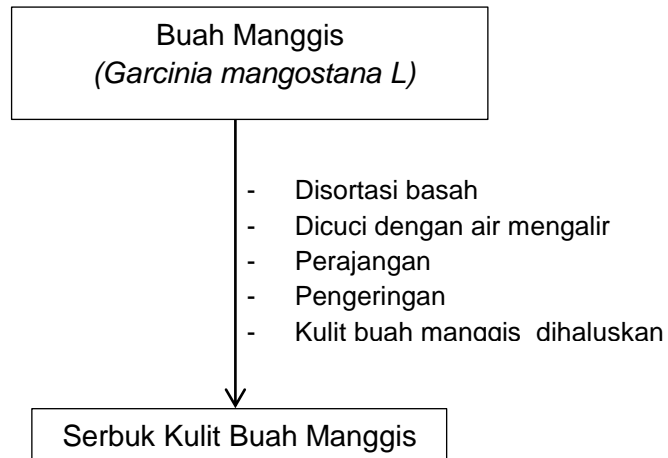 Buah Manggis
(Garcinia mangostana L)
- Disortasi basah
- Dicuci dengan air mengalir
- Perajangan
- Pengeringan
- Kulit buah manggis dihaluskan
Serbuk Kulit Buah Manggis